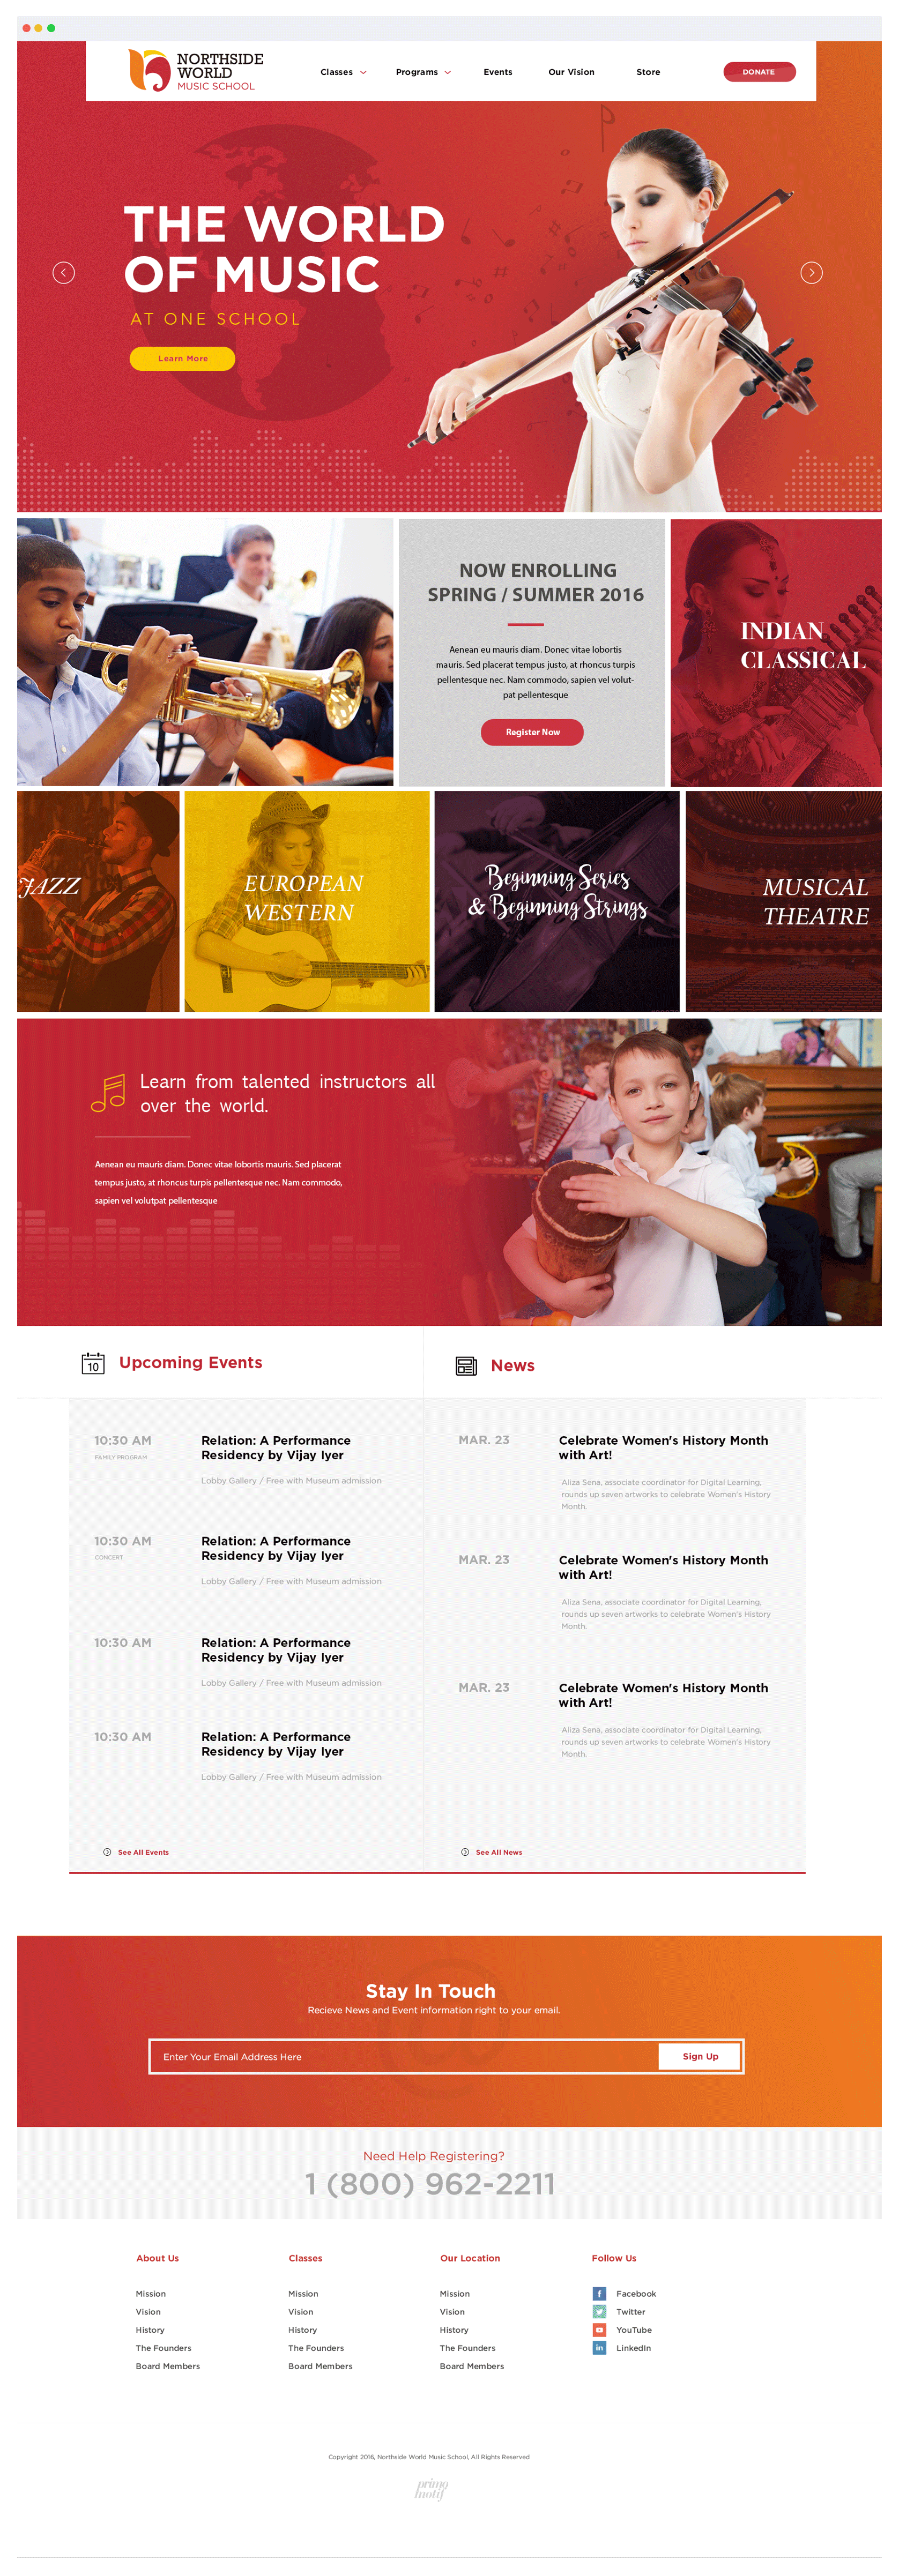 NORTHSIDE
WORLD
MUSIC SCHOOL
Classes
Programs
Events
Our Vision
Store
DONATE
THE WORLD
OF MUSIC
AT ONE SCHOOL
Learn More
NOW ENROLLING
SPRING / SUMMER 2016
Aenean eu mauris diam. Donec vitae lobortis
mauris. Sed placerat tempus justo, at rhoncus turpis
pellentesque nec. Nam commodo, sapien vel volut-
pat pellentesque
Register Now
INDIAN
CLASSICAL
JAZZ
EUROPEAN
WESTERN
Beginning Series
& Beginning Strings
MUSICAL
THEATRE
Learn from talented instructors all
over the world.
Aenean eu mauris diam. Donec vitae lobortis mauris. Sed placerat
tempus justo, at rhoncus turpis pellentesque nec. Nam commodo,
sapien vel volutpat pellentesque
10
Upcoming Events
10:30 AM
FAMILY PROGRAM
Relation: A Performance
Residency by Vijay Iyer
Lobby Gallery / Free with Museum admission
10:30 AM
CONCERT
Relation: A Performance
Residency by Vijay Iyer
Lobby Gallery / Free with Museum admission
10:30 AM
Relation: A Performance
Residency by Vijay Iyer
Lobby Gallery / Free with Museum admission
10:30 AM
Relation: A Performance
Residency by Vijay Iyer
Lobby Gallery / Free with Museum admission
See All Events
News
MAR. 23
Celebrate Women's History Month
with Art!
Aliza Sena, associate coordinator for Digital Learning,
rounds up seven artworks to celebrate Women's History
Month.
MAR. 23
Celebrate Women's History Month
with Art!
Aliza Sena, associate coordinator for Digital Learning,
rounds up seven artworks to celebrate Women's History
Month.
MAR. 23
Celebrate Women's History Month
with Art!
Aliza Sena, associate coordinator for Digital Learning,
rounds up seven artworks to celebrate Women's History
Month.
See All News
Stay In Touch
Recieve News and Event information right to your email.
Enter Your Email Address Here
Sign Up
Need Help Registering?
1 (800) 962-2211
About Us
Mission
Vision
History
The Founders
Board Members
Classes
Mission
Vision
History
The Founders
Board Members
Our Location
Mission
Vision
History
The Founders
Board Members
Follow Us
Facebook
Twitter
YouTube
LinkedIn
Copyright 2016, Northside World Music School, All Rights Reserved
primo
motif